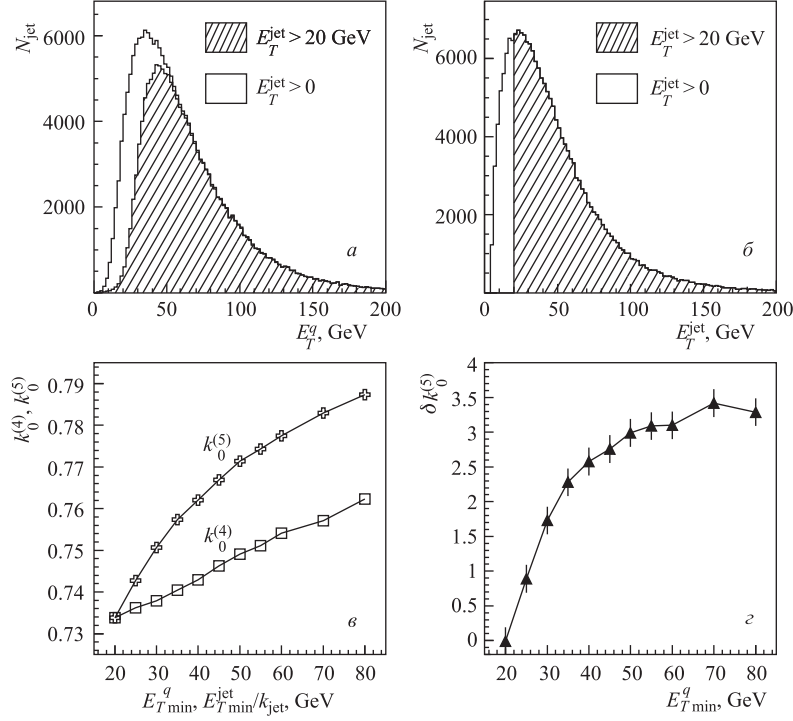 N_jet
6000
4000
2000
E_T^jet > 20 GeV
E_T^jet > 0
а
0 50 100 150 200
E_T^q, GeV
N_jet
6000
4000
2000
E_T^jet > 20 GeV
E_T^jet > 0
б
0 50 100 150 200
E_T^jet, GeV
k_0^(4), k_0^(5)
0.79
0.78
0.77
0.76
0.75
0.74
0.73
k_0^(5)
k_0^(4)
в
20 30 40 50 60 70 80
E_T min^q, E_T min^jet/k_jet, GeV
δk_0^(5)
4
3.5
3
2.5
2
1.5
1
0.5
0
г
20 30 40 50 60 70 80
E_T min^q, GeV